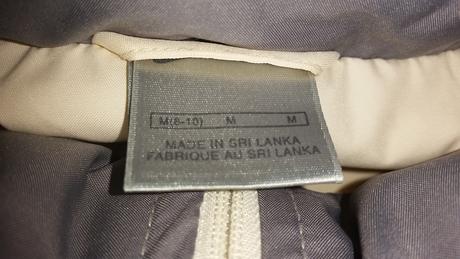 M(8-10) M M
MADE IN SRI LANKA
FABRIQUE AU SRI LANKA